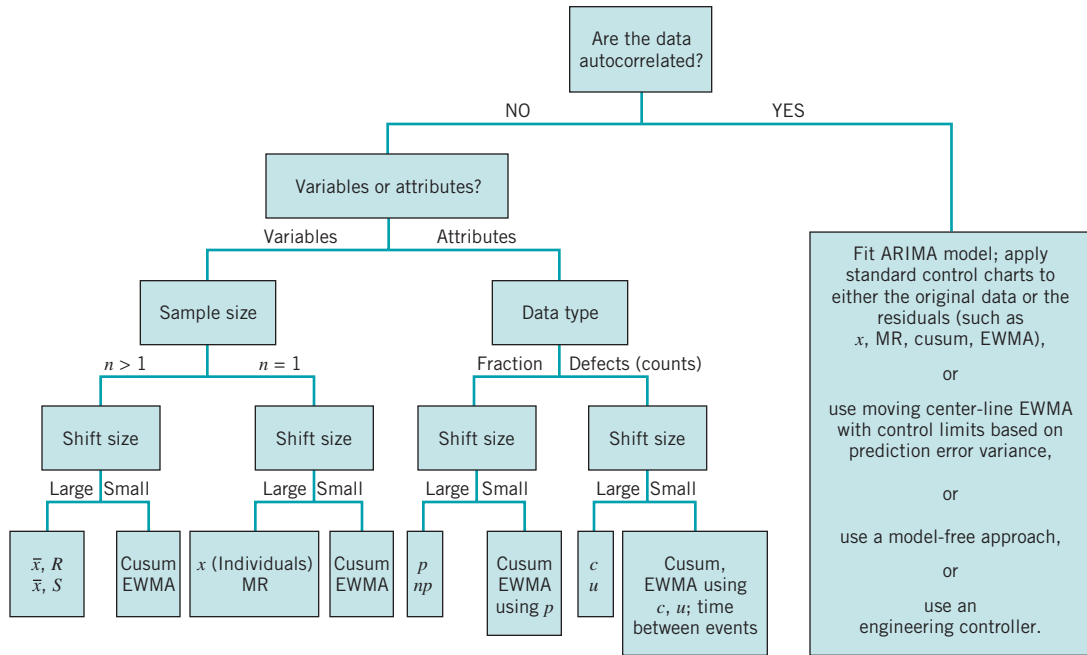 Are the data
autocorrelated?
NO
YES
Variables or attributes?
Variables
Attributes
Sample size
Data type
n > 1
n = 1
Fraction
Defects (counts)
Shift size
Shift size
Shift size
Shift size
Large
Small
Large
Small
Large
Small
Large
Small
x̅, R
x̅, S
Cusum
EWMA
x (Individuals)
MR
Cusum
EWMA
p
np
Cusum
EWMA
using p
c
u
Cusum,
EWMA using
c, u; time
between events
Fit ARIMA model; apply
standard control charts to
either the original data or the
residuals (such as
x, MR, cusum, EWMA),
or
use moving center-line EWMA
with control limits based on
prediction error variance,
or
use a model-free approach,
or
use an
engineering controller.